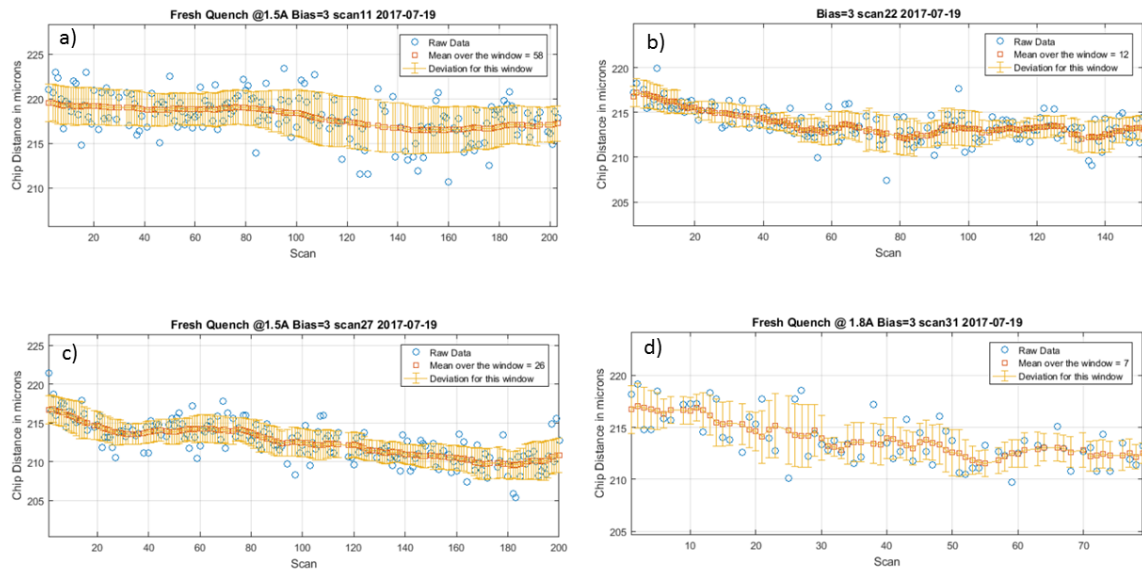 Fresh Quench @1.5A Bias=3 scan11 2017-07-19
a)
225
220
215
210
Chip Distance in microns
Raw Data
Mean over the window = 58
Deviation for this window
20 40 60 80 100 120 140 160 180 200
Scan
Bias=3 scan22 2017-07-19
b)
220
215
210
205
Chip Distance in microns
Raw Data
Mean over the window = 12
Deviation for this window
20 40 60 80 100 120 140
Scan
Fresh Quench @1.5A Bias=3 scan27 2017-07-19
c)
225
220
215
210
205
Chip Distance in microns
Raw Data
Mean over the window = 26
Deviation for this window
20 40 60 80 100 120 140 160 180 200
Scan
Fresh Quench @ 1.8A Bias=3 scan31 2017-07-19
d)
220
215
210
205
Chip Distance in microns
Raw Data
Mean over the window = 7
Deviation for this window
10 20 30 40 50 60 70
Scan